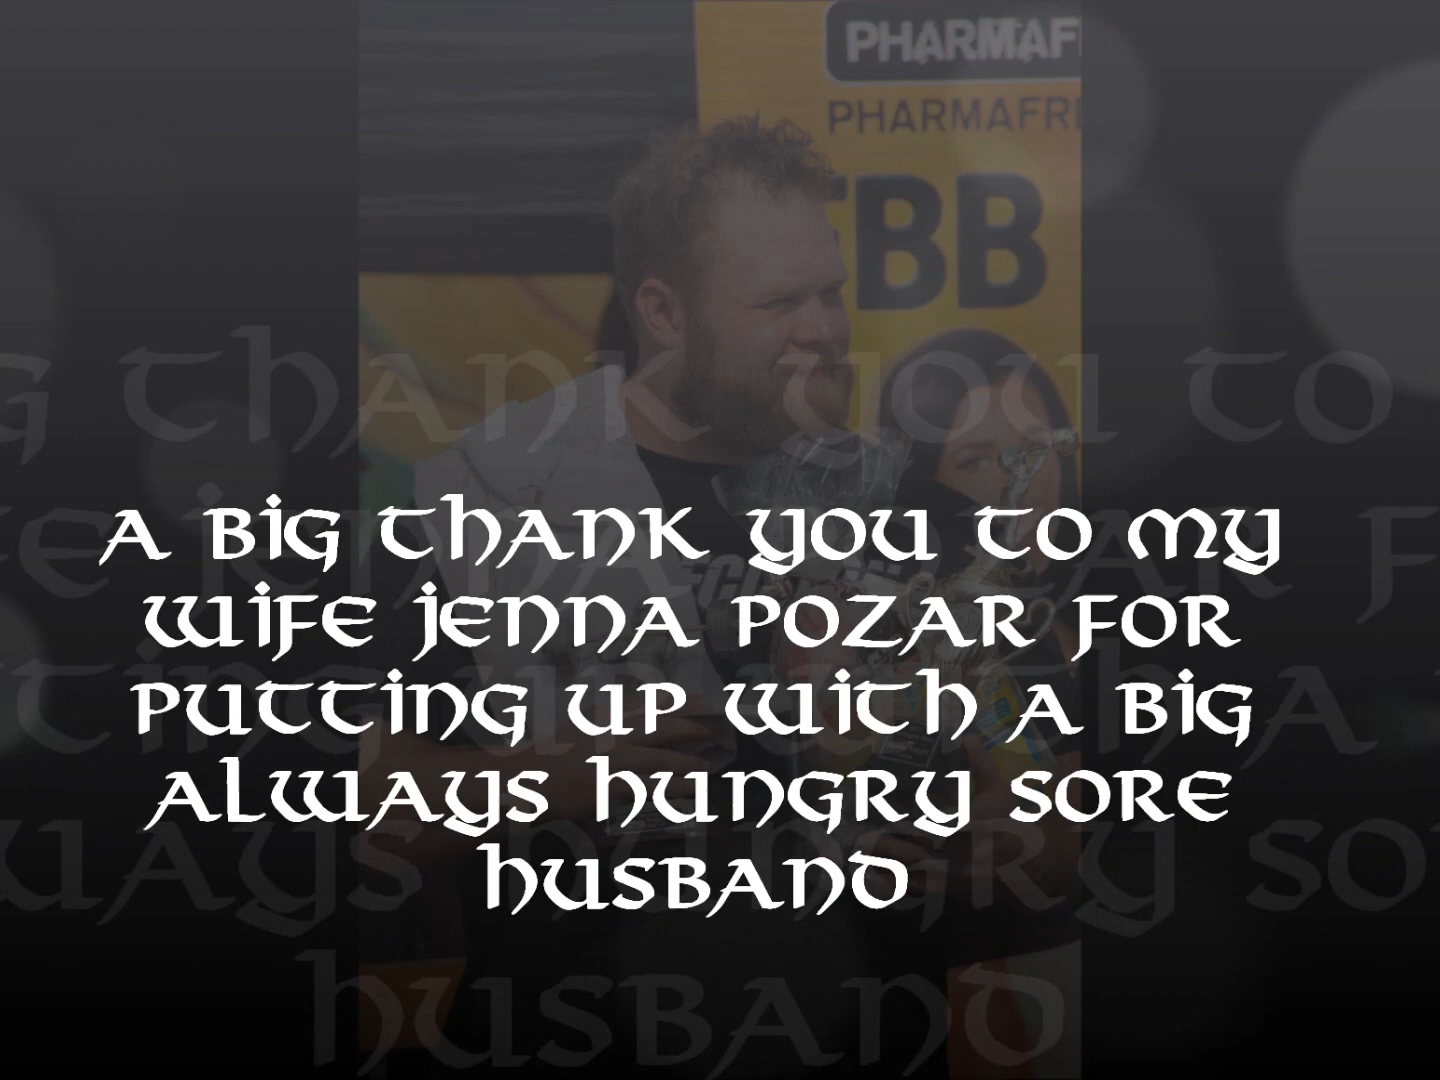 PHARMAF
PHARMAFR
BB
A BIG THANK YOU TO MY
WIFE JENNA POZAR FOR
PUTTING UP WITH A BIG
ALWAYS HUNGRY SORE
HUSBAND